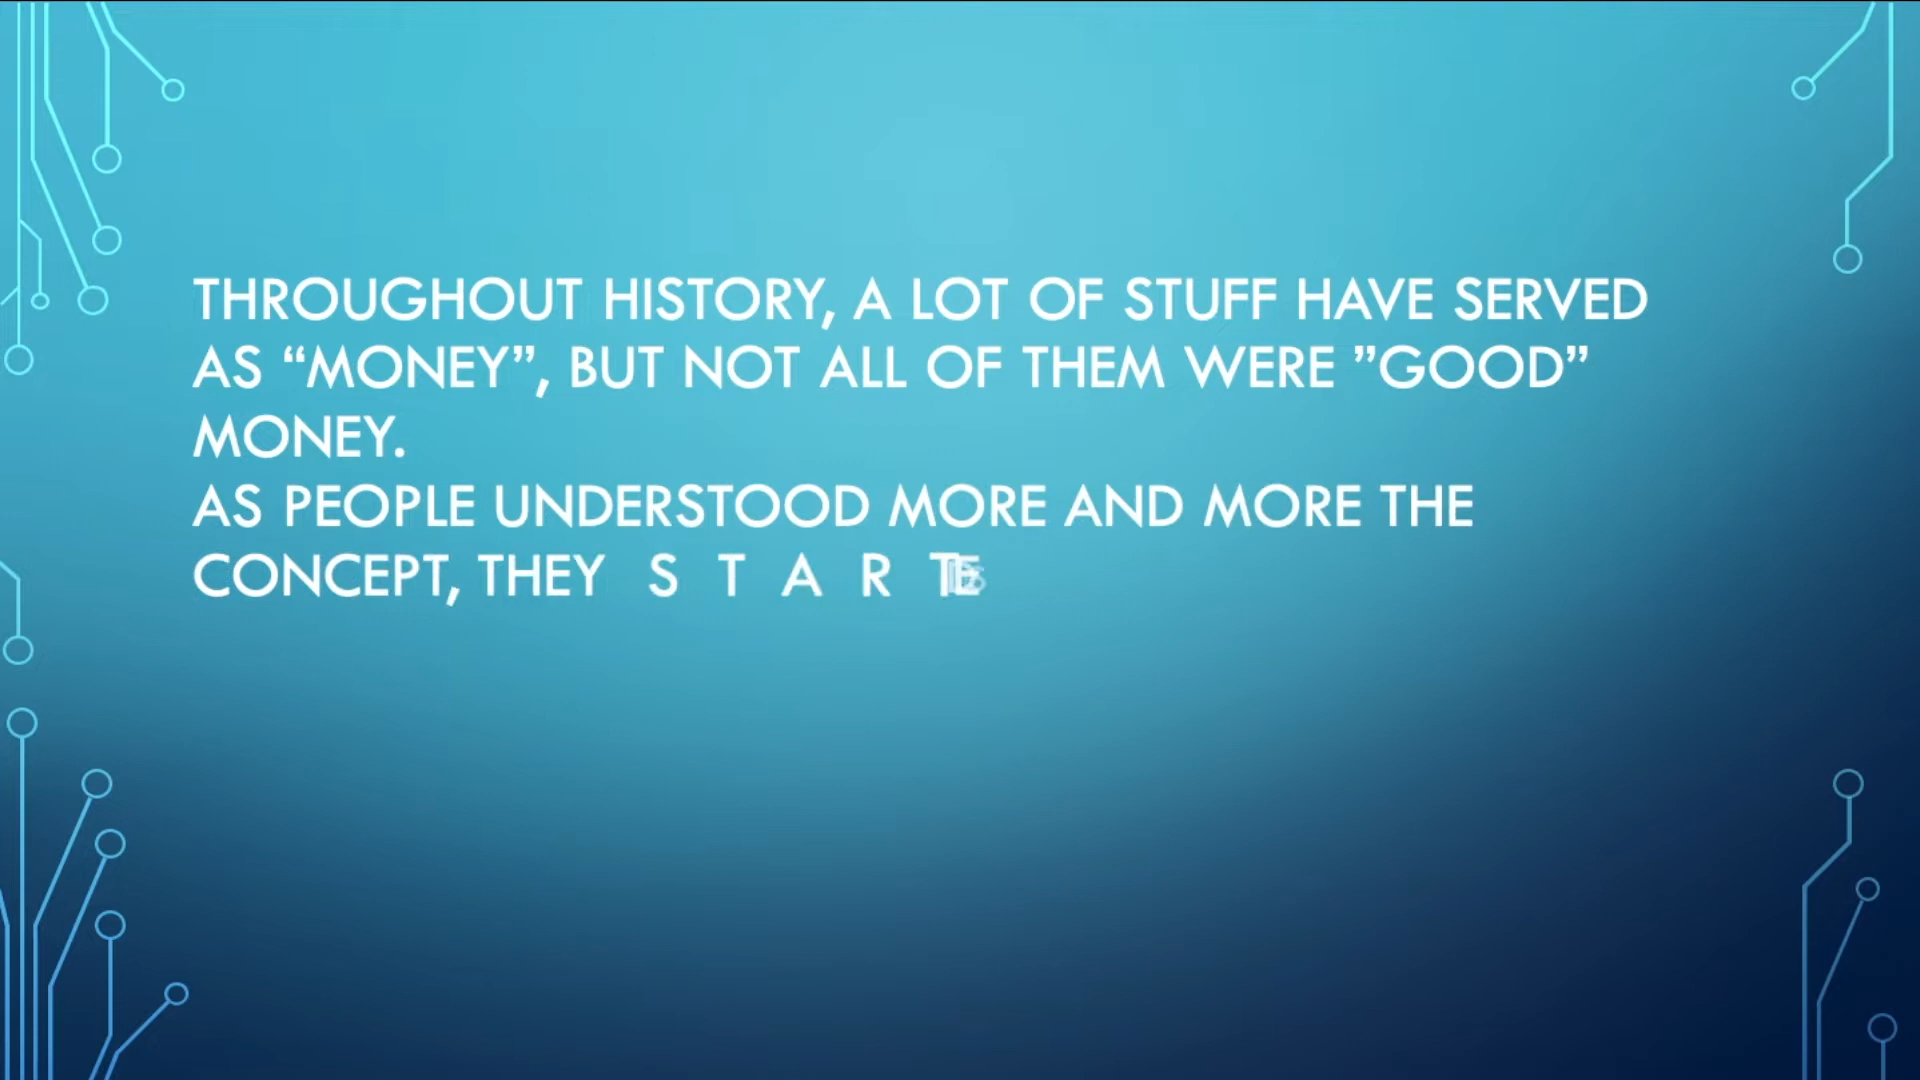 THROUGHOUT HISTORY, A LOT OF STUFF HAVE SERVED
AS “MONEY”, BUT NOT ALL OF THEM WERE ”GOOD”
MONEY.
AS PEOPLE UNDERSTOOD MORE AND MORE THE
CONCEPT, THEY